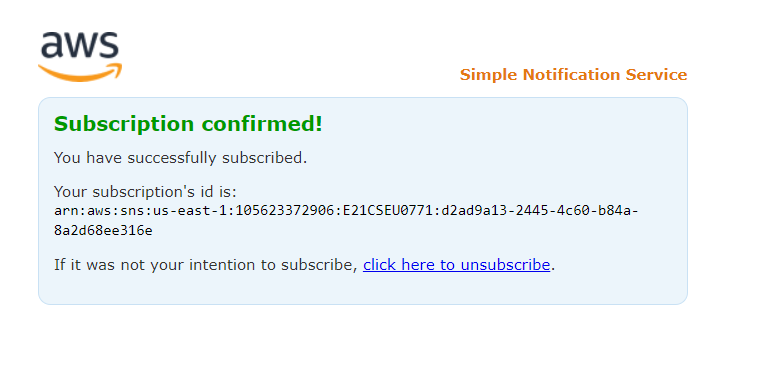 aws
Simple Notification Service
Subscription confirmed!
You have successfully subscribed.
Your subscription's id is:
arn:aws:sns:us-east-1:105623372906:E21CSEU0771:d2ad9a13-2445-4c60-b84a-
8a2d68ee316e
If it was not your intention to subscribe, click here to unsubscribe.